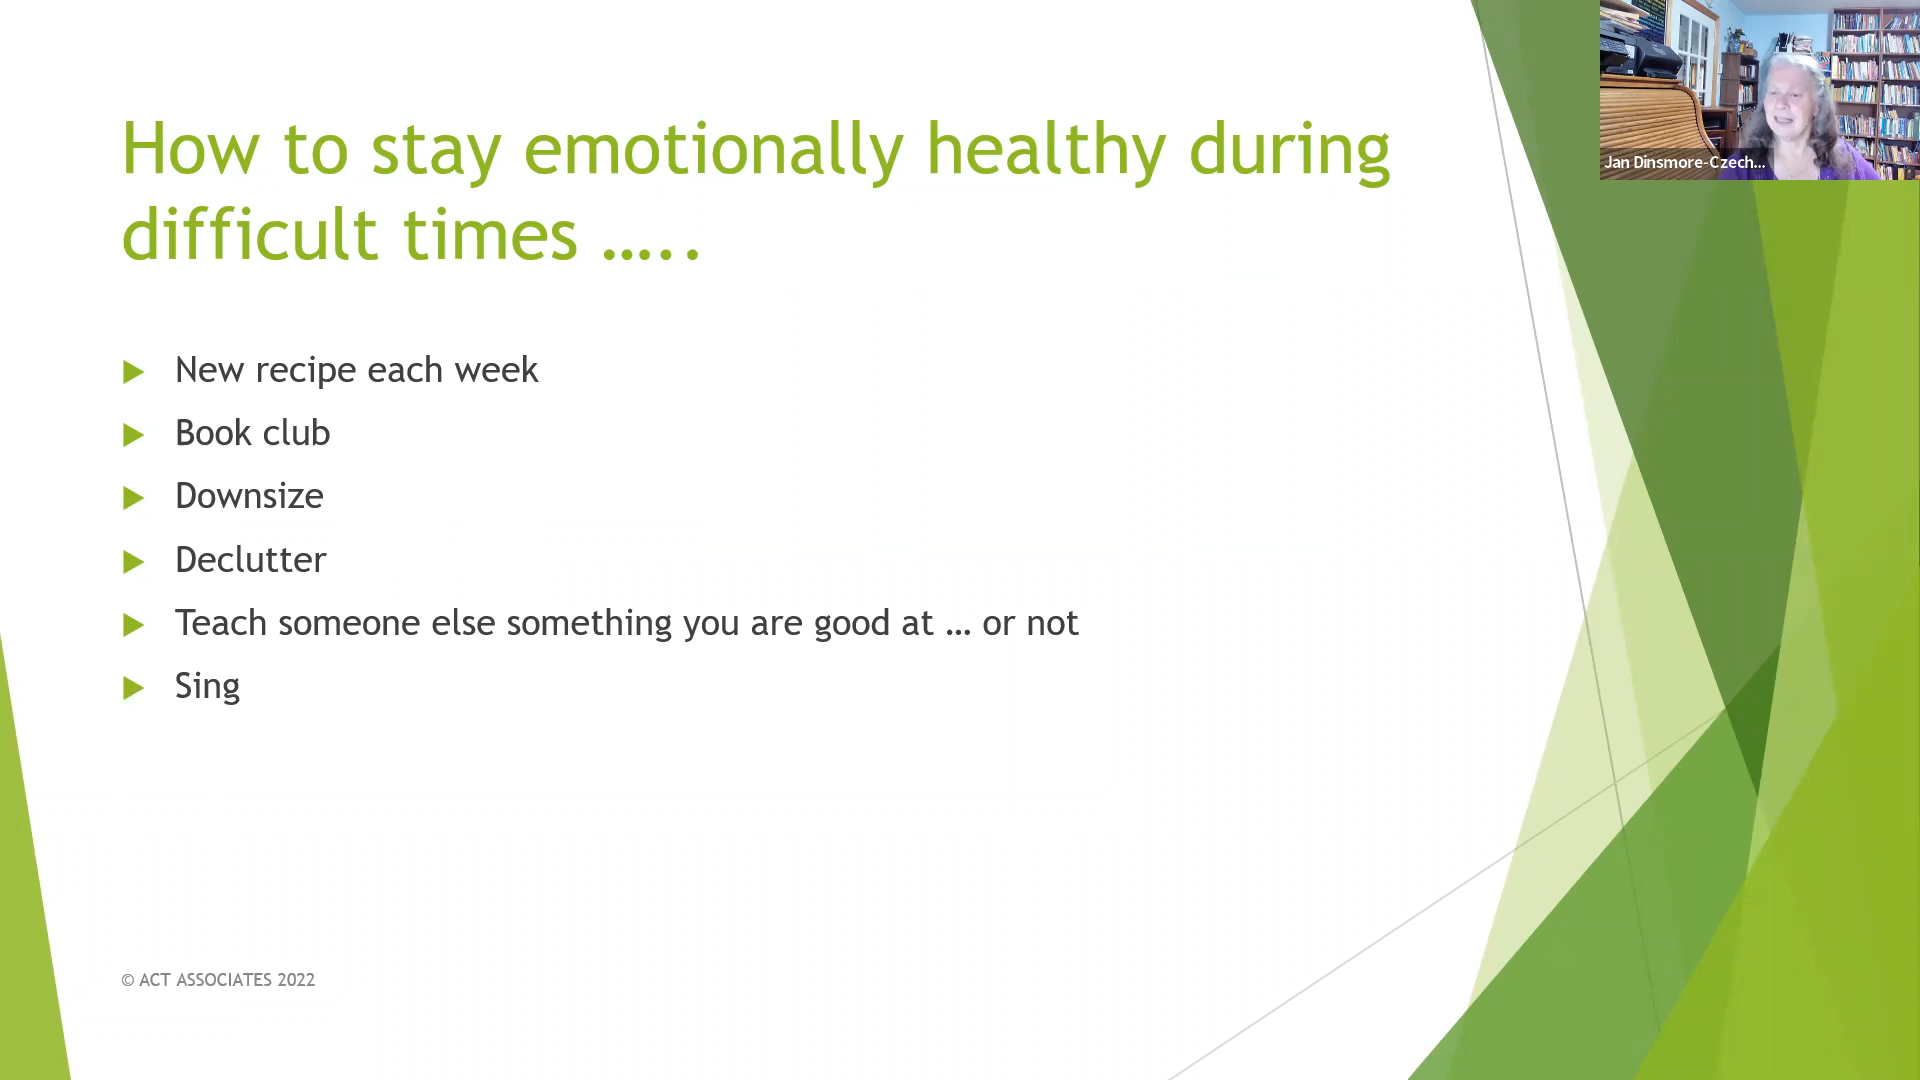 How to stay emotionally healthy during
difficult times …..
New recipe each week
Book club
Downsize
Declutter
Teach someone else something you are good at … or not
Sing
© ACT ASSOCIATES 2022
Jan Dinsmore-Czech...